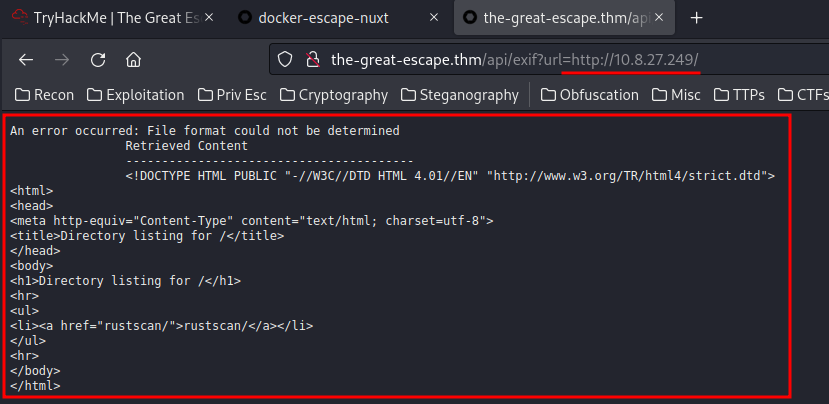 TryHackMe | The Great Es
docker-escape-nuxt
the-great-escape.thm/api
the-great-escape.thm/api/exif?url=http://10.8.27.249/
Recon
Exploitation
Priv Esc
Cryptography
Steganography
Obfuscation
Misc
TTPs
CTFs
An error occurred: File format could not be determined
Retrieved Content
----------------------------------------
<!DOCTYPE HTML PUBLIC "-//W3C//DTD HTML 4.01//EN" "http://www.w3.org/TR/html4/strict.dtd">
<html>
<head>
<meta http-equiv="Content-Type" content="text/html; charset=utf-8">
<title>Directory listing for /</title>
</head>
<body>
<h1>Directory listing for /</h1>
<hr>
<ul>
<li><a href="rustscan/">rustscan/</a></li>
</ul>
<hr>
</body>
</html>